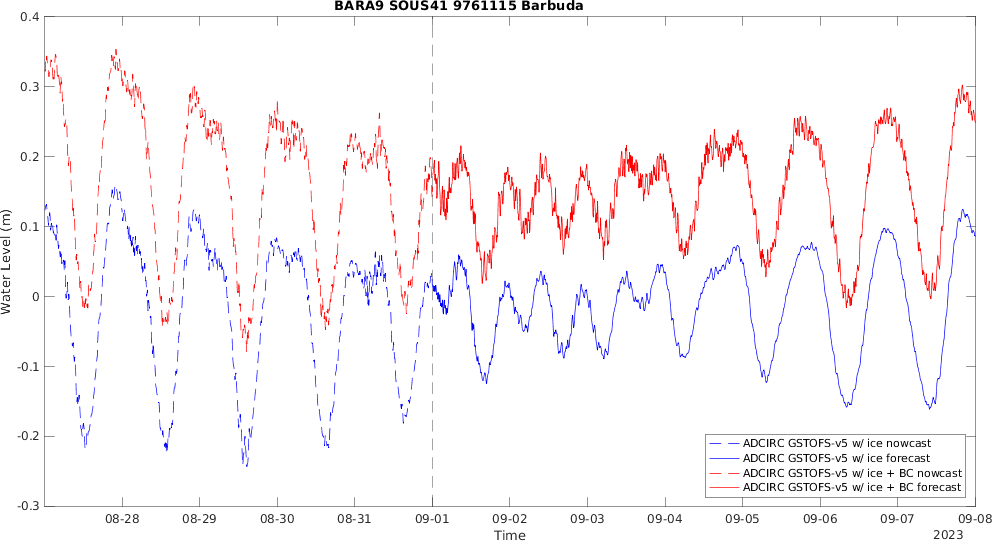 BARA9 SOUS41 9761115 Barbuda
Water Level (m)
0.4
0.3
0.2
0.1
0
-0.1
-0.2
-0.3
ADCIRC GSTOFS-v5 w/ ice nowcast
ADCIRC GSTOFS-v5 w/ ice forecast
ADCIRC GSTOFS-v5 w/ ice + BC nowcast
ADCIRC GSTOFS-v5 w/ ice + BC forecast
08-28 08-29 08-30 08-31 09-01 09-02 09-03 09-04 09-05 09-06 09-07 09-08
Time
2023